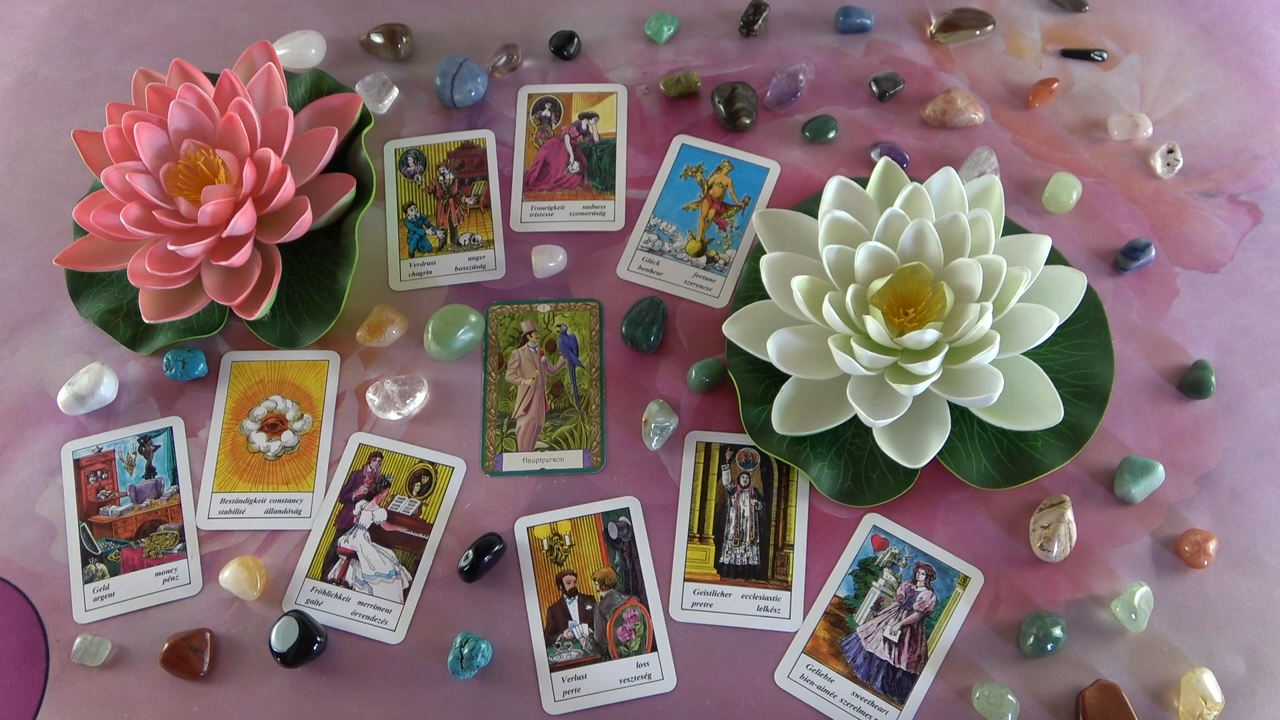 Traurigkeit sadness
tristesse szomorúság
Verdruss anger
chagrin bosszúság
Glück fortune
bonheur szerencse
Hauptperson
Beständigkeit constancy
stabilité állandóság
Geld money
argent pénz
Fröhlichkeit merriment
gaîté örvendezés
Verlust loss
perte veszteség
Geistlicher ecclesiastic
pretre lelkész
Geliebte sweetheart
bien-aimée szerelmes